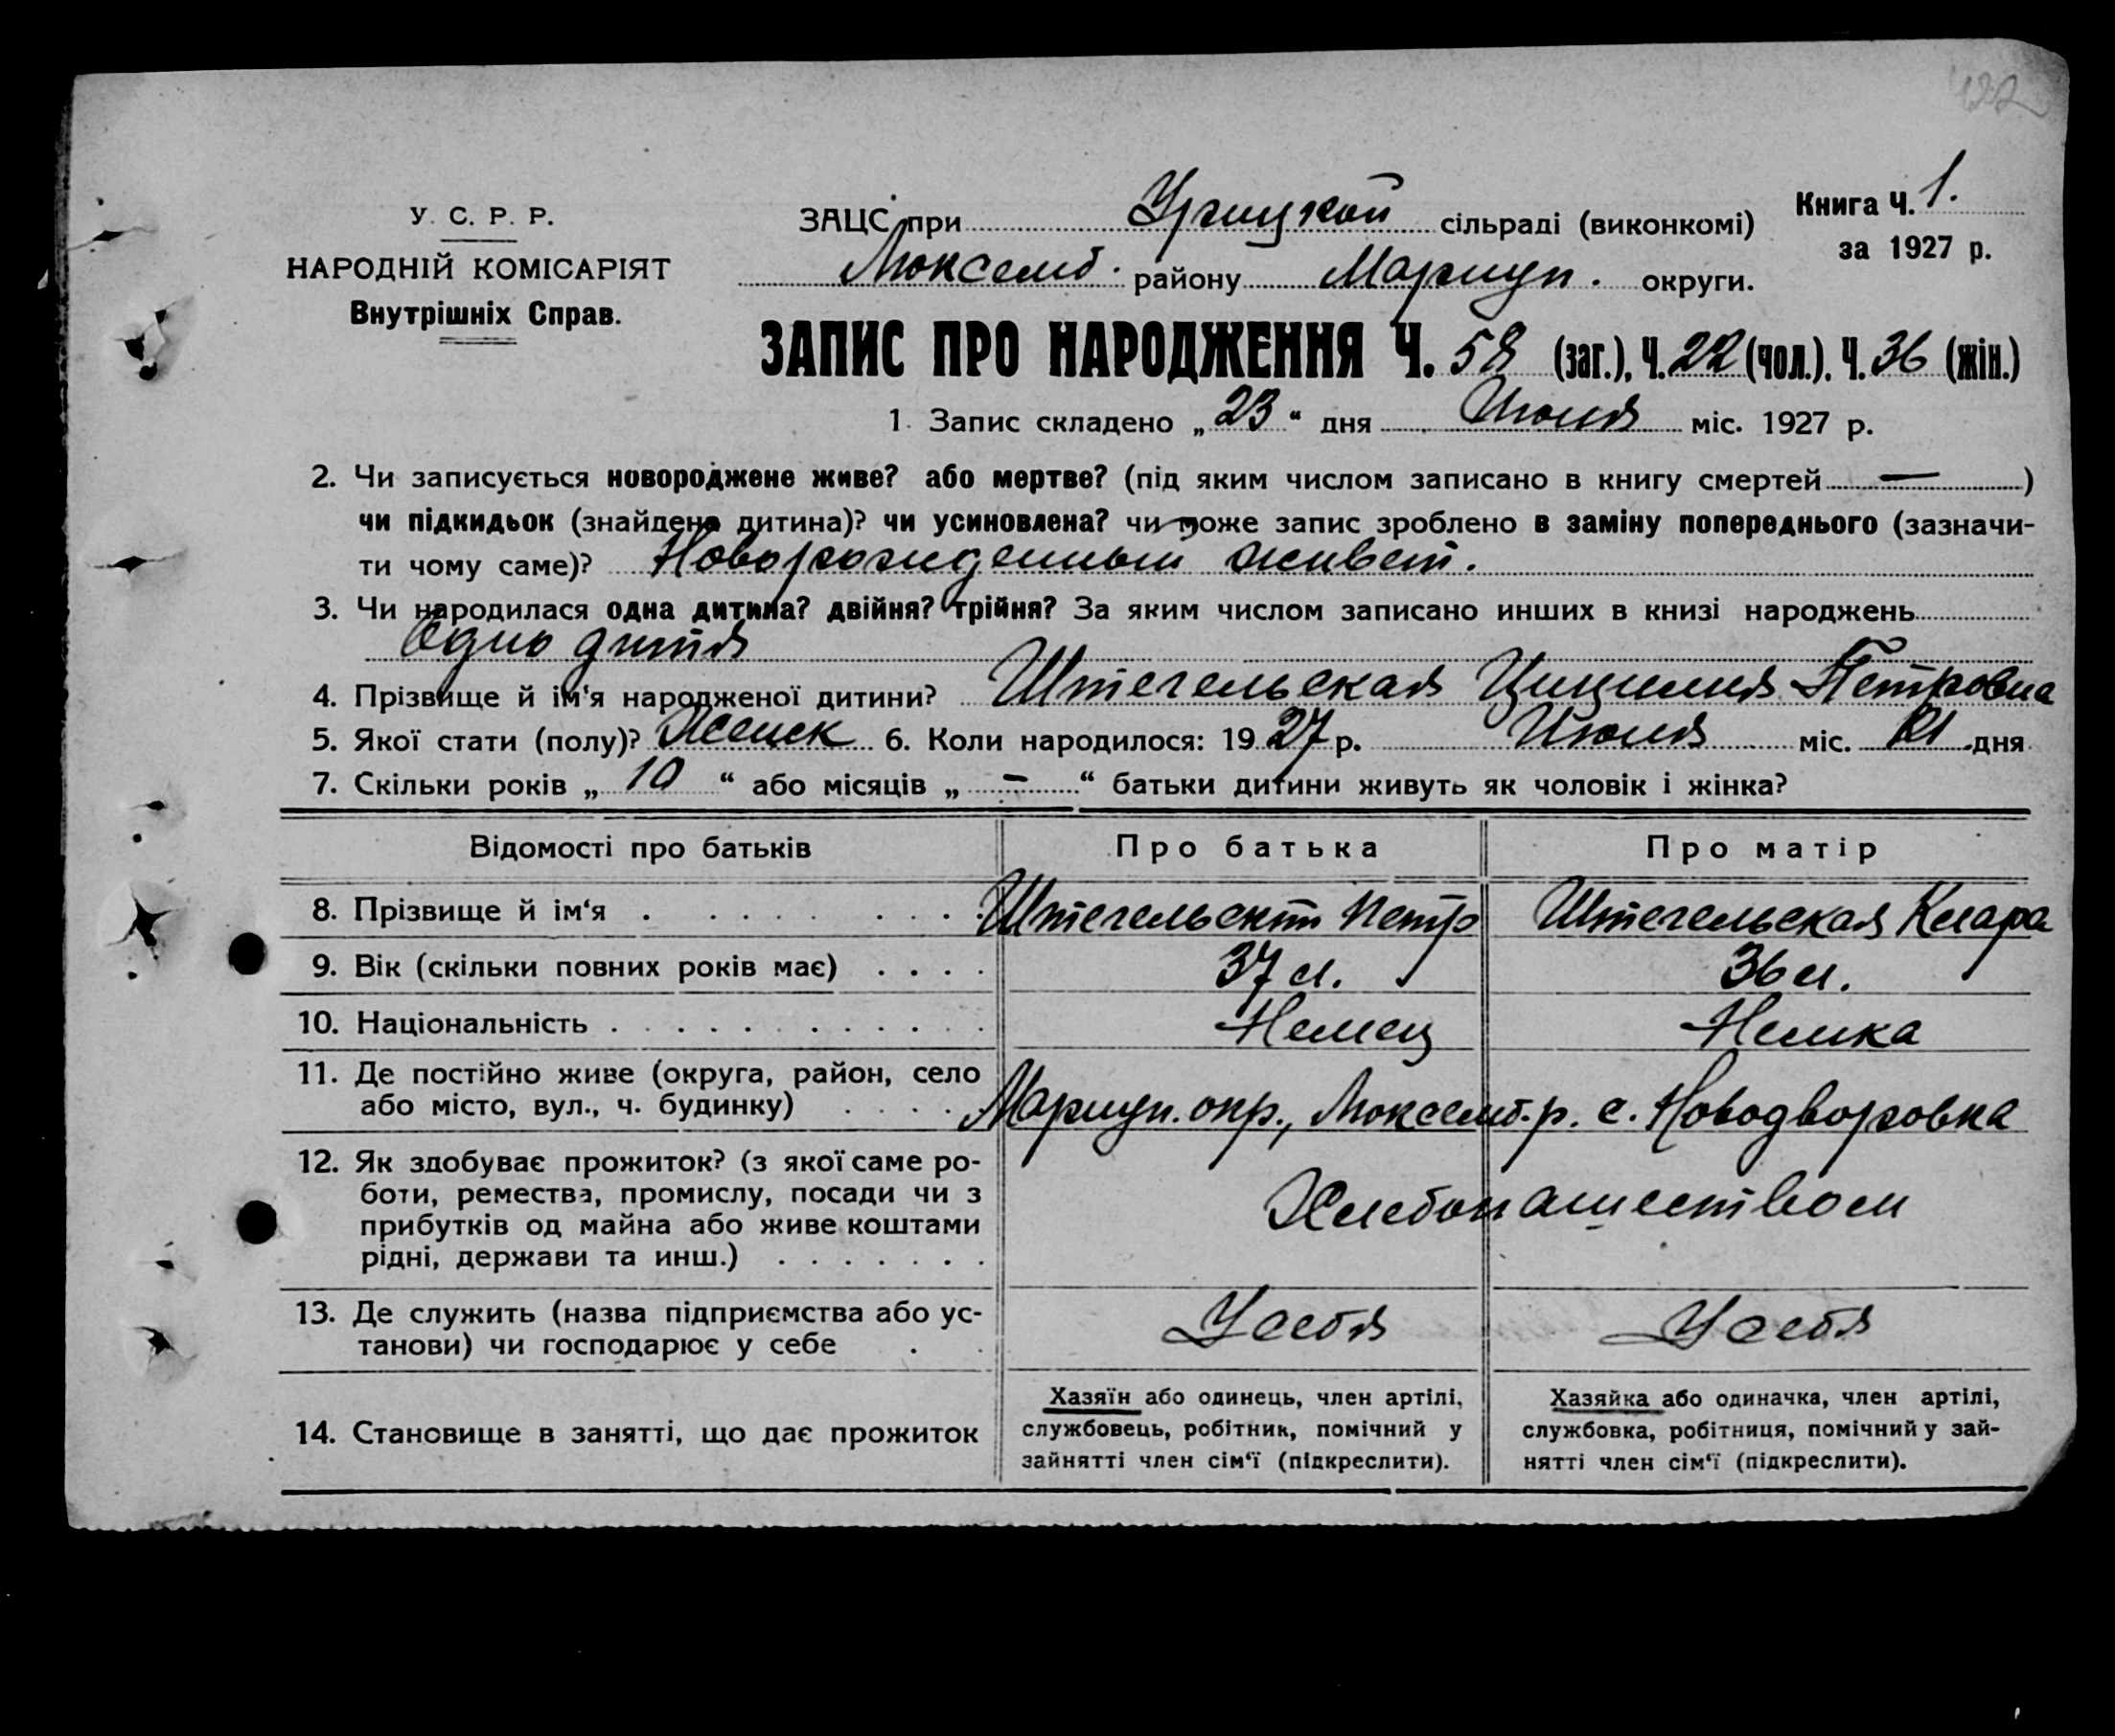 422
У. С. Р. Р.
НАРОДНІЙ КОМІСАРІЯТ
Внутрішніх Справ.
ЗАЦС при Урицкой сільраді (виконкомі)
Люксемб. району Мариуп. округи.
Книга Ч. 1.
за 1927 р.
ЗАПИС ПРО НАРОДЖЕННЯ Ч. 58 (заг.), Ч. 22 (чол.). Ч. 36 (жін.)
1. Запис складено „ 23 “ дня Июля міс. 1927 р.
2. Чи записується новороджене живе? або мертве? (під яким числом записано в книгу смертей — )
чи підкидьок (знайдена дитина)? чи усиновлена? чи може запис зроблено в заміну попереднього (зазначи-
ти чому саме)? Новорожденный живет.
3. Чи народилася одна дитина? двійня? трійня? За яким числом записано инших в книзі народжень
Одно дитя
4. Прізвище й ім‘я народженої дитини? Штегельская Цицилия Петровна
5. Якої стати (полу)? Женск 6. Коли народилося: 1927 р. Июля міс. 21 дня
7. Скільки років „ 10 “ або місяців „ — “ батьки дитини живуть як чоловік і жінка?
Відомості про батьків Про батька Про матір
8. Прізвище й ім‘я . Петр Штегельская Клара
9. Вік (скільки повних років має) . . . . 37 л. 36 л.
10. Національність . Немец Немка
11. Де постійно живе (округа, район, село
або місто, вул., ч. будинку) . . . . Мариуп. окр., Люксемб. р. с. Новодворовка
12. Як здобуває прожиток? (з якої саме ро-
боти, ремества, промислу, посади чи з
прибутків од майна або живе коштами
рідні, держави та инш.) . . . . . . . Хлебопашеством
13. Де служить (назва підприємства або ус-
танови) чи господарює у себе . У себя У себя
14. Становище в занятті, що дає прожиток
Хазяїн або одинець, член артілі,
службовець, робітник, помічний у
зайнятті член сім‘ї (підкреслити).
Хазяйка або одиначка, член артілі,
службовка, робітниця, помічний у зай-
нятті член сім‘ї (підкреслити).